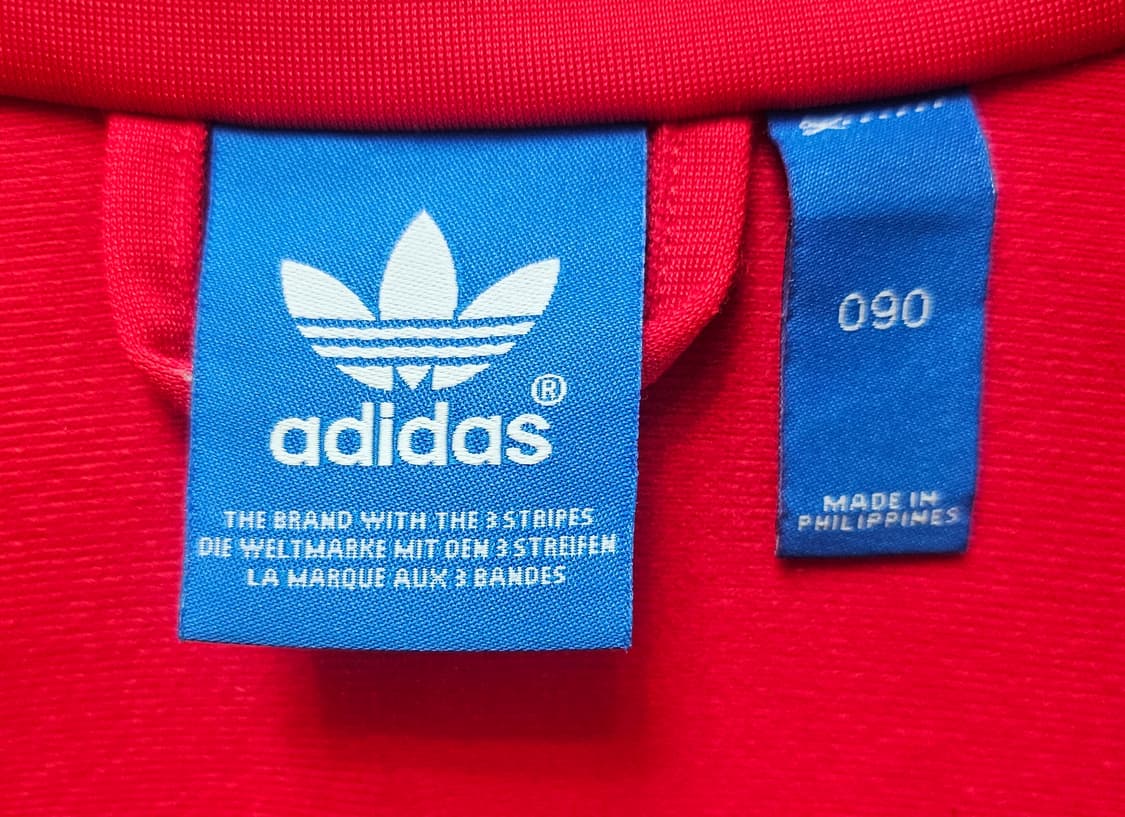 adidas®
THE BRAND WITH THE 3 STRIPES
DIE WELTMARKE MIT DEN 3 STREIFEN
LA MARQUE AUX 3 BANDES
090
MADE IN
PHILIPPINES